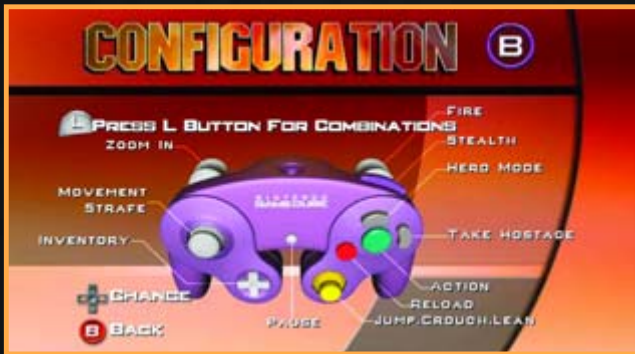 CONFIGURATION B
L PRESS L BUTTON FOR COMBINATIONS
FIRE
ZOOM IN
STEALTH
HERO MODE
MOVEMENT
STRAFE
NINTENDO
GAMECUBE
INVENTORY
TAKE HOSTAGE
CHANGE
ACTION
RELOAD
PAUSE
JUMP,CROUCH,LEAN
B BACK